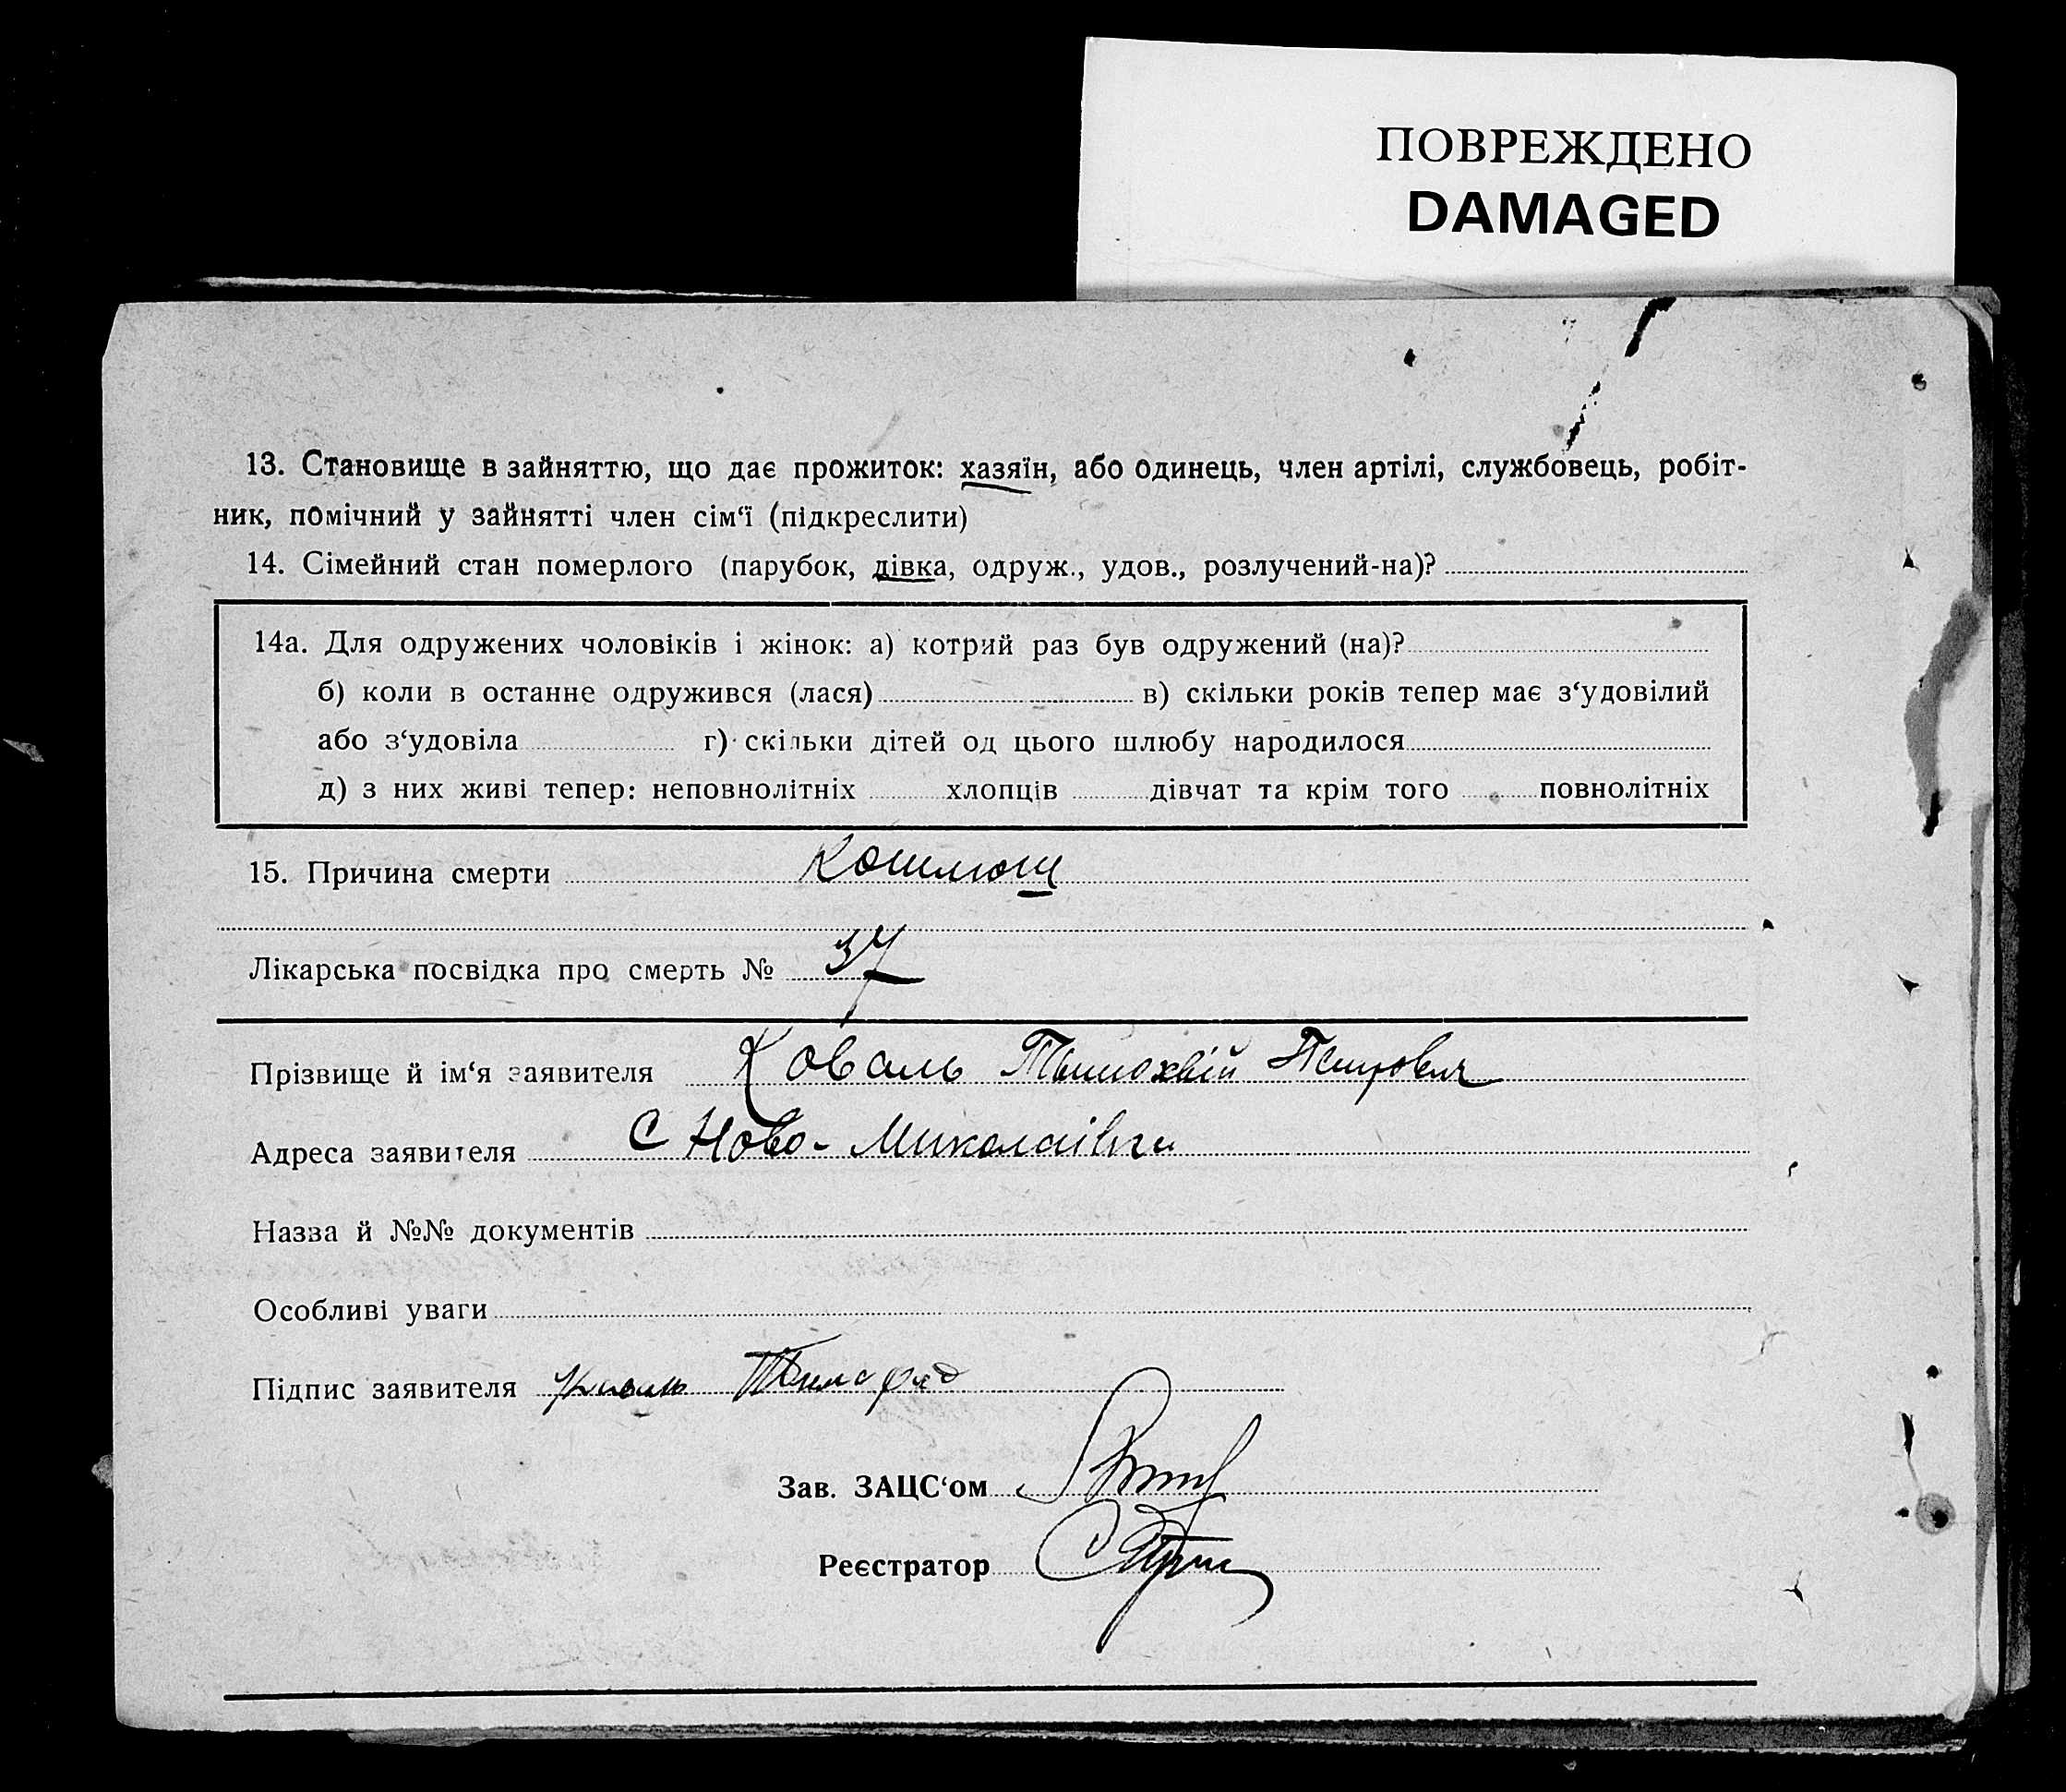 ПОВРЕЖДЕНО
DAMAGED
13. Становище в зайняттю, що дає прожиток: хазяїн, або одинець, член артілі, службовець, робіт-
ник, помічний у зайнятті член сім‘ї (підкреслити)
14. Сімейний стан померлого (парубок, дівка, одруж., удов., розлучений-на)?
14а. Для одружених чоловіків і жінок: а) котрий раз був одружений (на)?
б) коли в останне одружився (лася) в) скільки років тепер має з‘удовілий
або з‘удовіла г) скільки дітей од цього шлюбу народилося
д) з них живі тепер: неповнолітніх хлопців дівчат та крім того повнолітніх
15. Причина смерти Кошлющ
Лікарська посвідка про смерть № 37
Прізвище й ім‘я заявителя Коваль Тимохвій Петрович
Адреса заявителя С Ново-Миколаївки
Назва й №№ документів
Особливі уваги
Підпис заявителя Коваль
Зав. ЗАЦС‘ом
Реєстратор